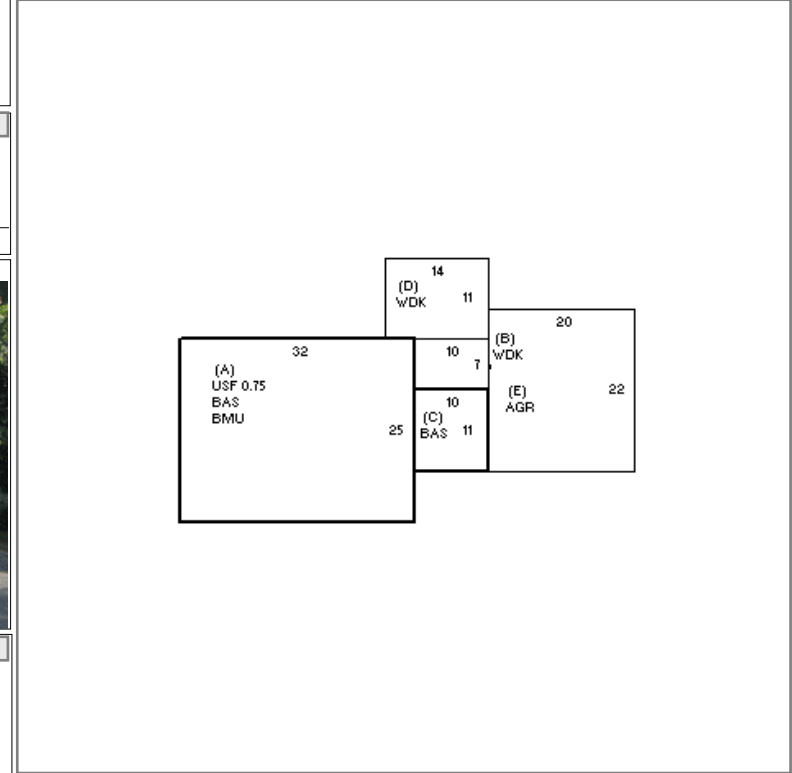 14
(D)
WDK
11
20
(B)
WDK
32
10
7
(A)
USF 0.75
BAS
BMU
22
(E)
AGR
10
(C)
BAS
11
25